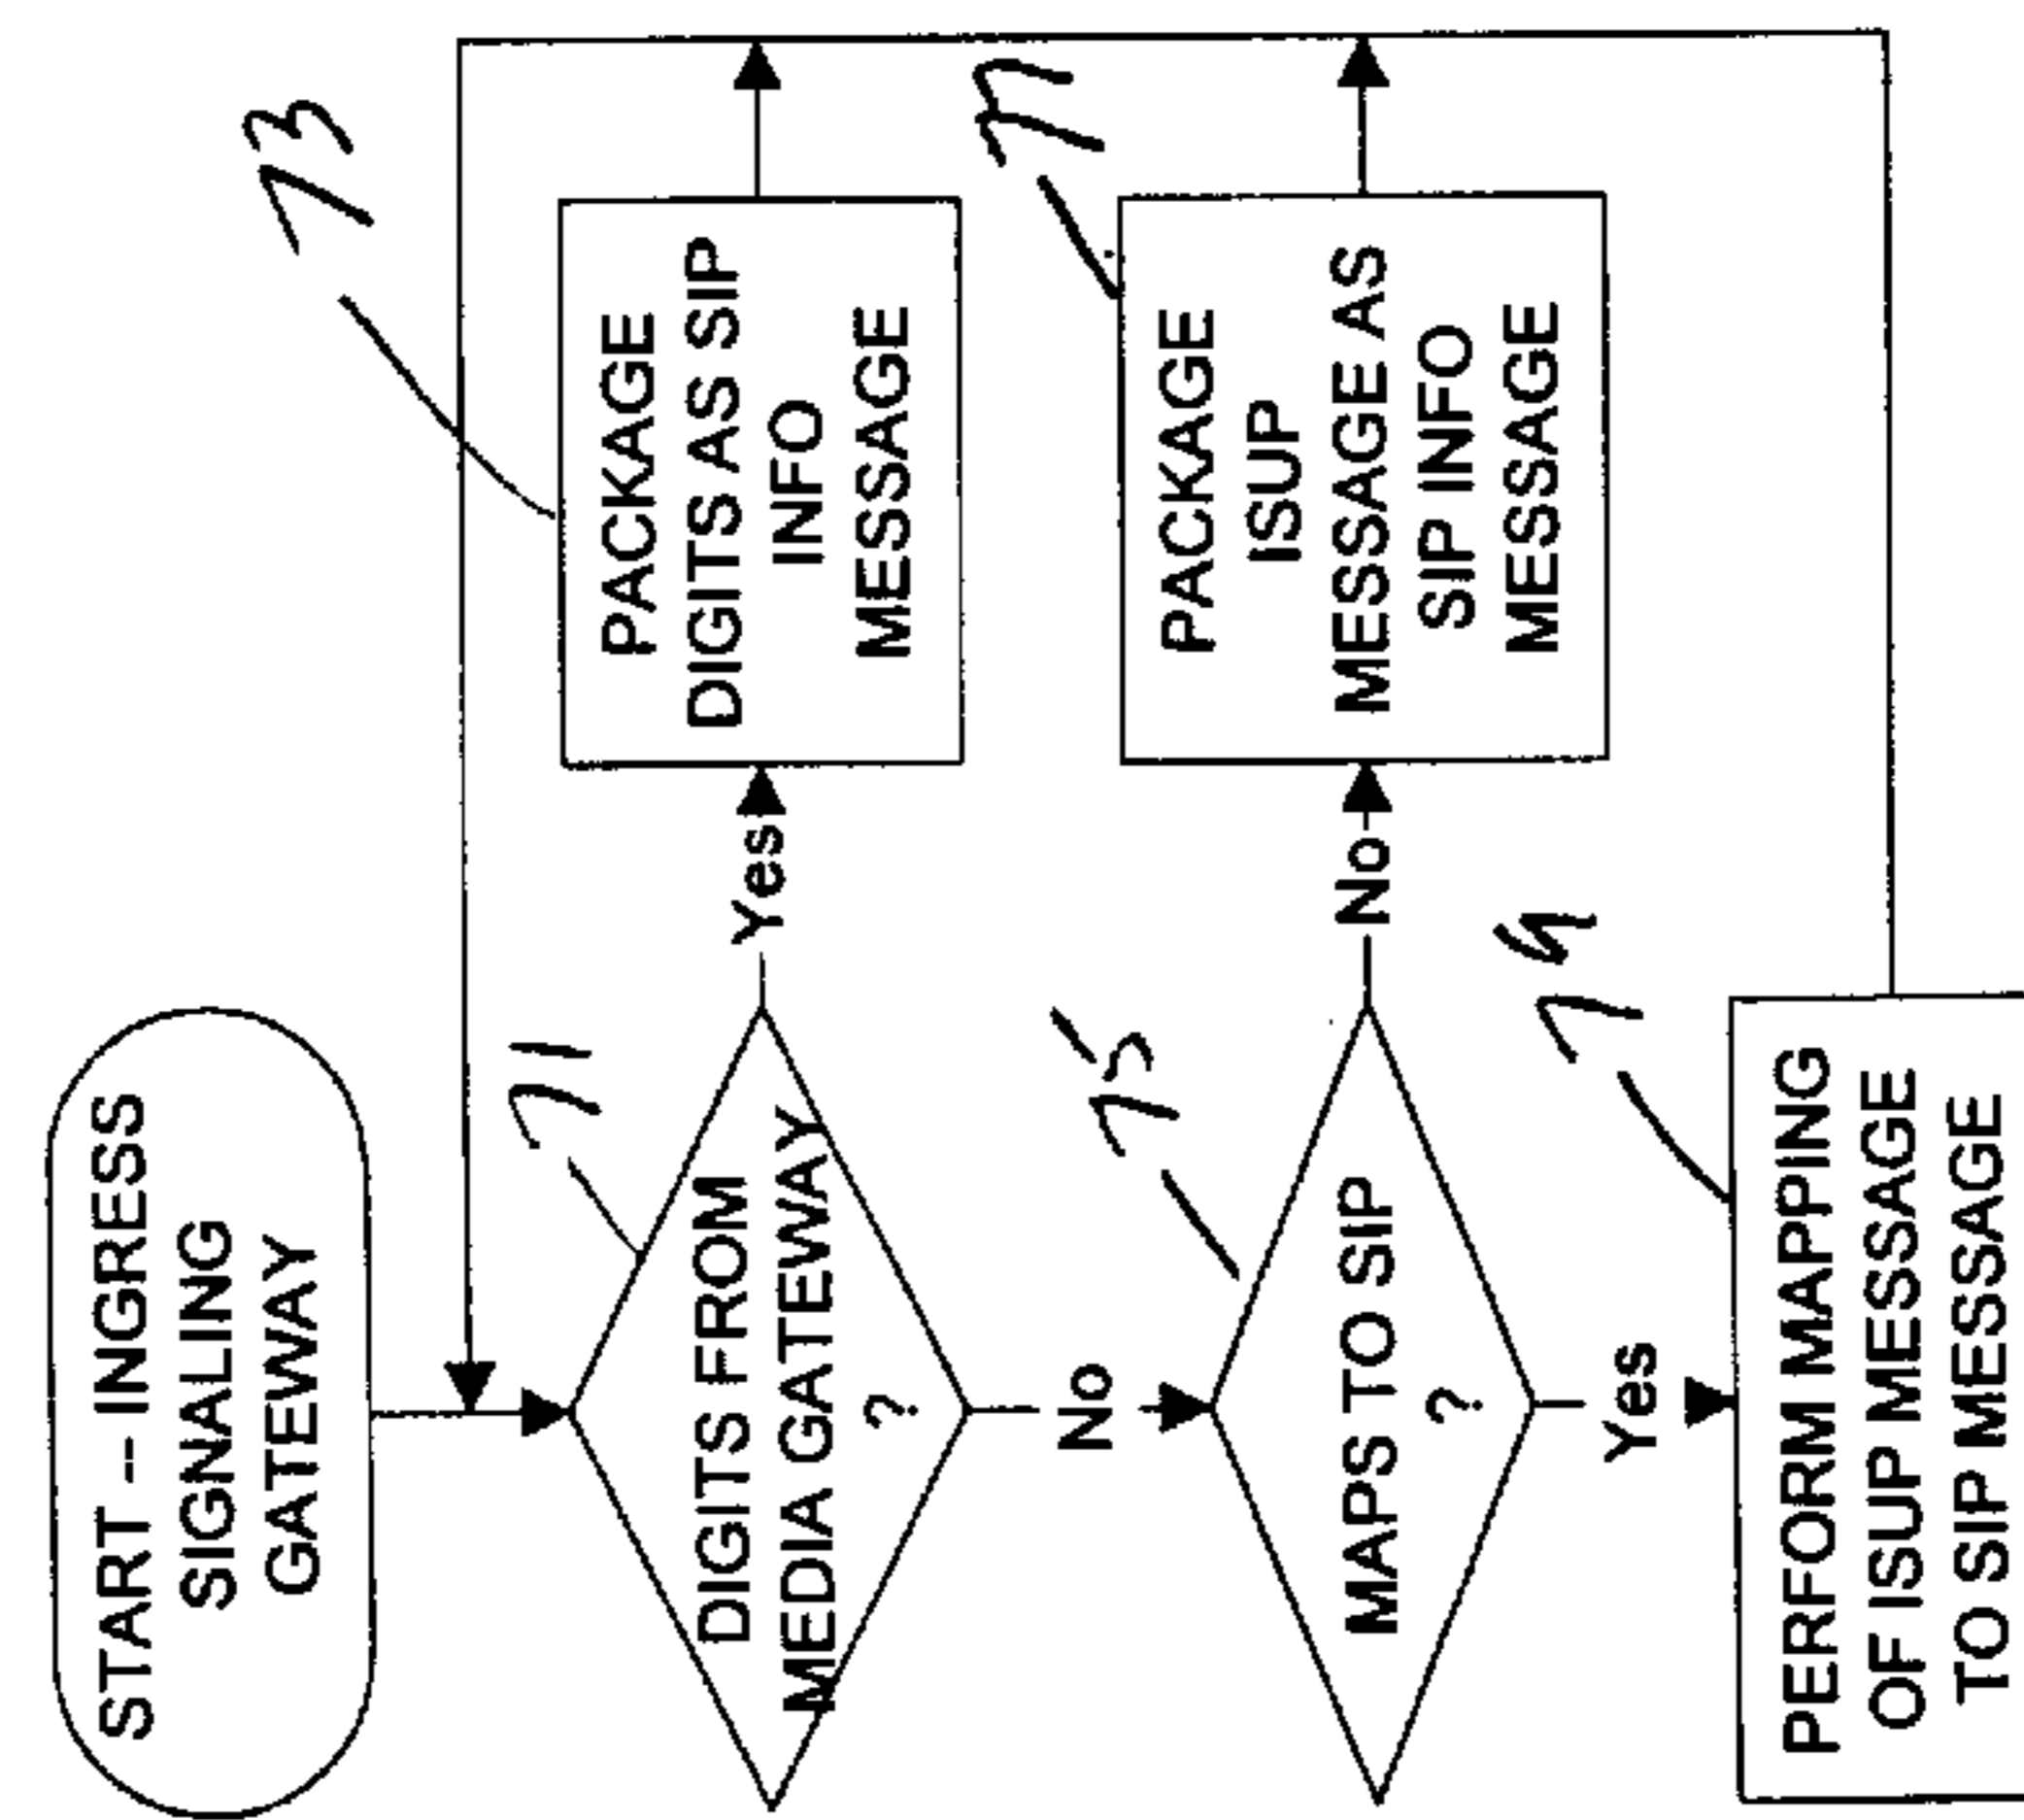 START -- INGRESS
SIGNALING
GATEWAY
73
71
DIGITS FROM
MEDIA GATEWAY
?
Yes
PACKAGE
DIGITS AS SIP
INFO
MESSAGE
No
77
75
MAPS TO SIP
?
No
PACKAGE
ISUP
MESSAGE AS
SIP INFO
MESSAGE
Yes
PERFORM MAPPING
OF ISUP MESSAGE
TO SIP MESSAGE